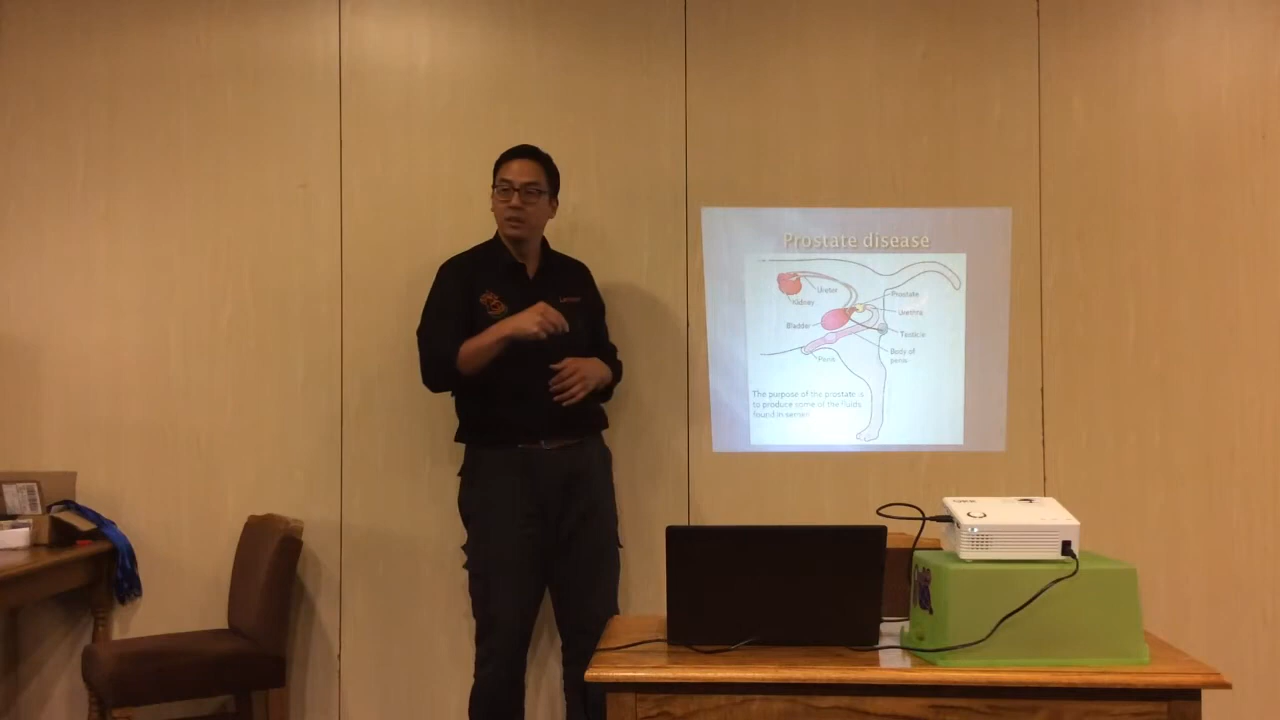 Prostate disease
Ureter
Kidney
Prostate
Urethra
Bladder
Testicle
Body of
penis
Penis
The purpose of the prostate is
to produce some of the fluids
found in semen